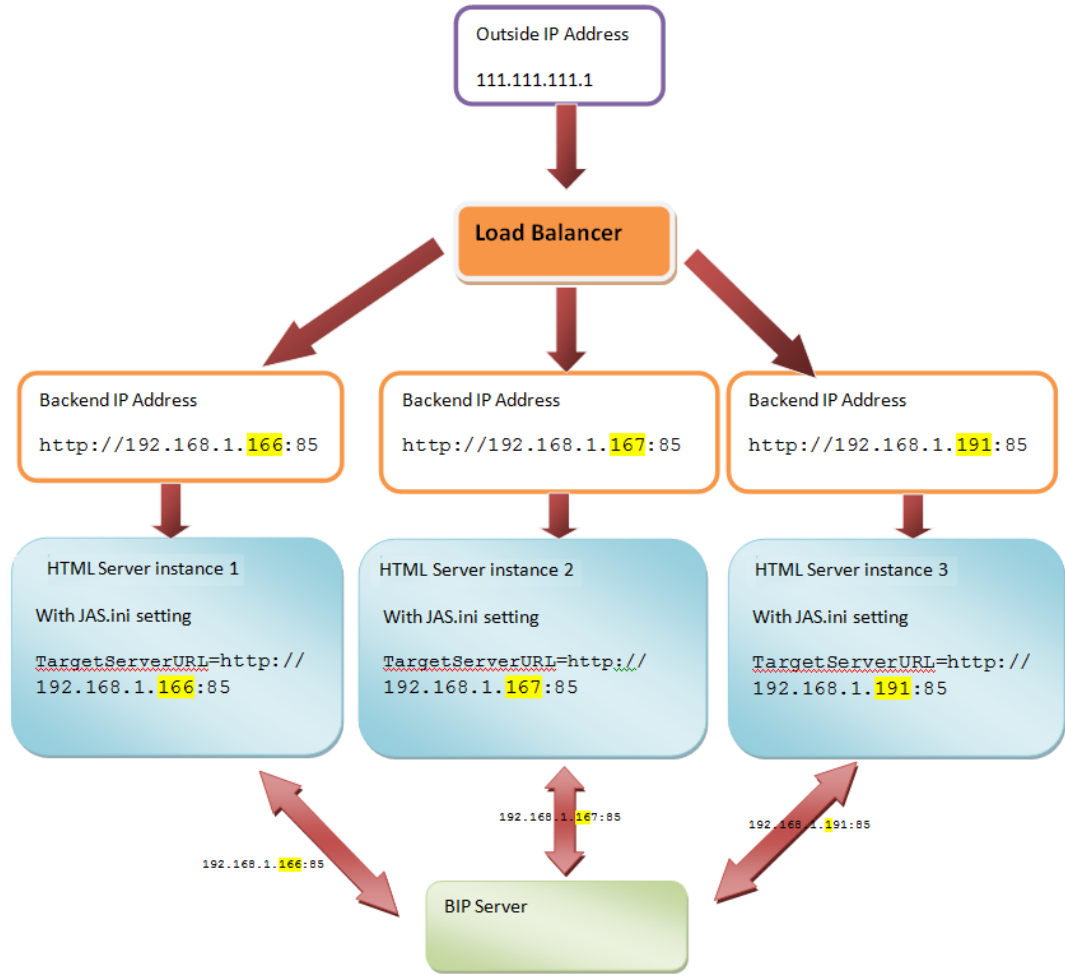 Outside IP Address
111.111.111.1
Load Balancer
Backend IP Address
http://192.168.1.166:85
Backend IP Address
http://192.168.1.167:85
Backend IP Address
http://192.168.1.191:85
HTML Server instance 1
With JAS.ini setting
TargetServerURL=http://
192.168.1.166:85
HTML Server instance 2
With JAS.ini setting
TargetServerURL=http://
192.168.1.167:85
HTML Server instance 3
With JAS.ini setting
TargetServerURL=http://
192.168.1.191:85
192.168.1.166:85
192.168.1.167:85
192.168.1.191:85
BIP Server